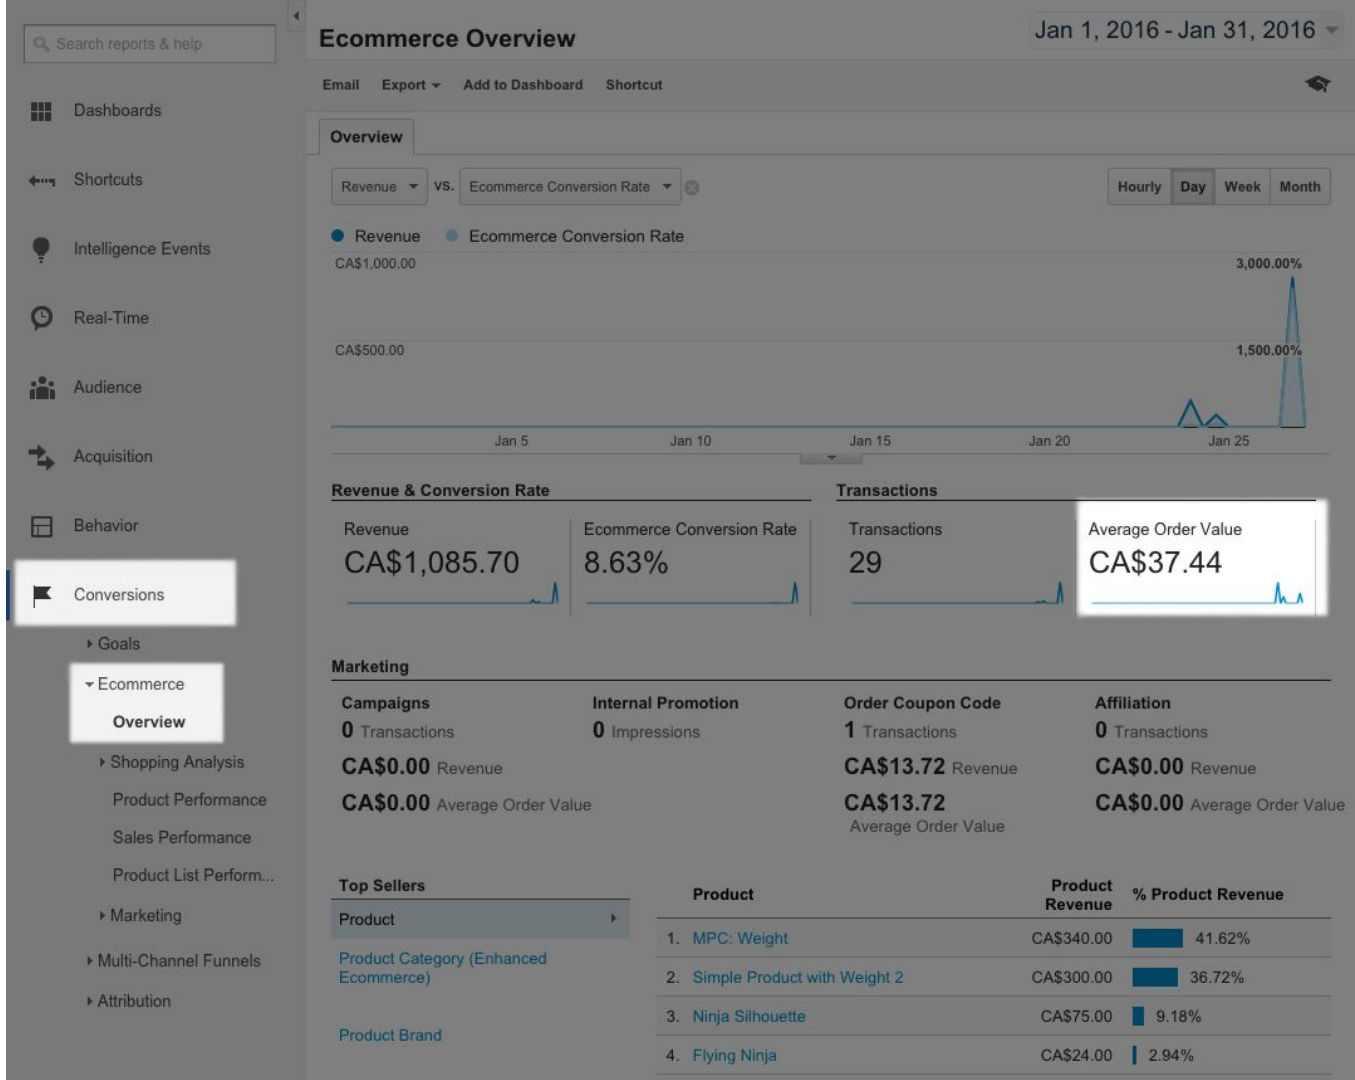 Search reports & help
Dashboards
Shortcuts
Intelligence Events
Real-Time
Audience
Acquisition
Behavior
Conversions
Goals
Ecommerce
Overview
Shopping Analysis
Product Performance
Sales Performance
Product List Perform...
Marketing
Multi-Channel Funnels
Attribution
Ecommerce Overview
Jan 1, 2016 - Jan 31, 2016
Email Export Add to Dashboard Shortcut
Overview
Revenue VS. Ecommerce Conversion Rate
Hourly Day Week Month
Revenue Ecommerce Conversion Rate
CA$1,000.00 3,000.00%
CA$500.00 1,500.00%
Jan 5 Jan 10 Jan 15 Jan 20 Jan 25
Revenue & Conversion Rate
Revenue
CA$1,085.70
Ecommerce Conversion Rate
8.63%
Transactions
Transactions
29
Average Order Value
CA$37.44
Marketing
Campaigns
0 Transactions
CA$0.00 Revenue
CA$0.00 Average Order Value
Internal Promotion
0 Impressions
Order Coupon Code
1 Transactions
CA$13.72 Revenue
CA$13.72
Average Order Value
Affiliation
0 Transactions
CA$0.00 Revenue
CA$0.00 Average Order Value
Top Sellers
Product
Product Category (Enhanced
Ecommerce)
Product Brand
Product Product Revenue % Product Revenue
1. MPC: Weight CA$340.00 41.62%
2. Simple Product with Weight 2 CA$300.00 36.72%
3. Ninja Silhouette CA$75.00 9.18%
4. Flying Ninja CA$24.00 2.94%